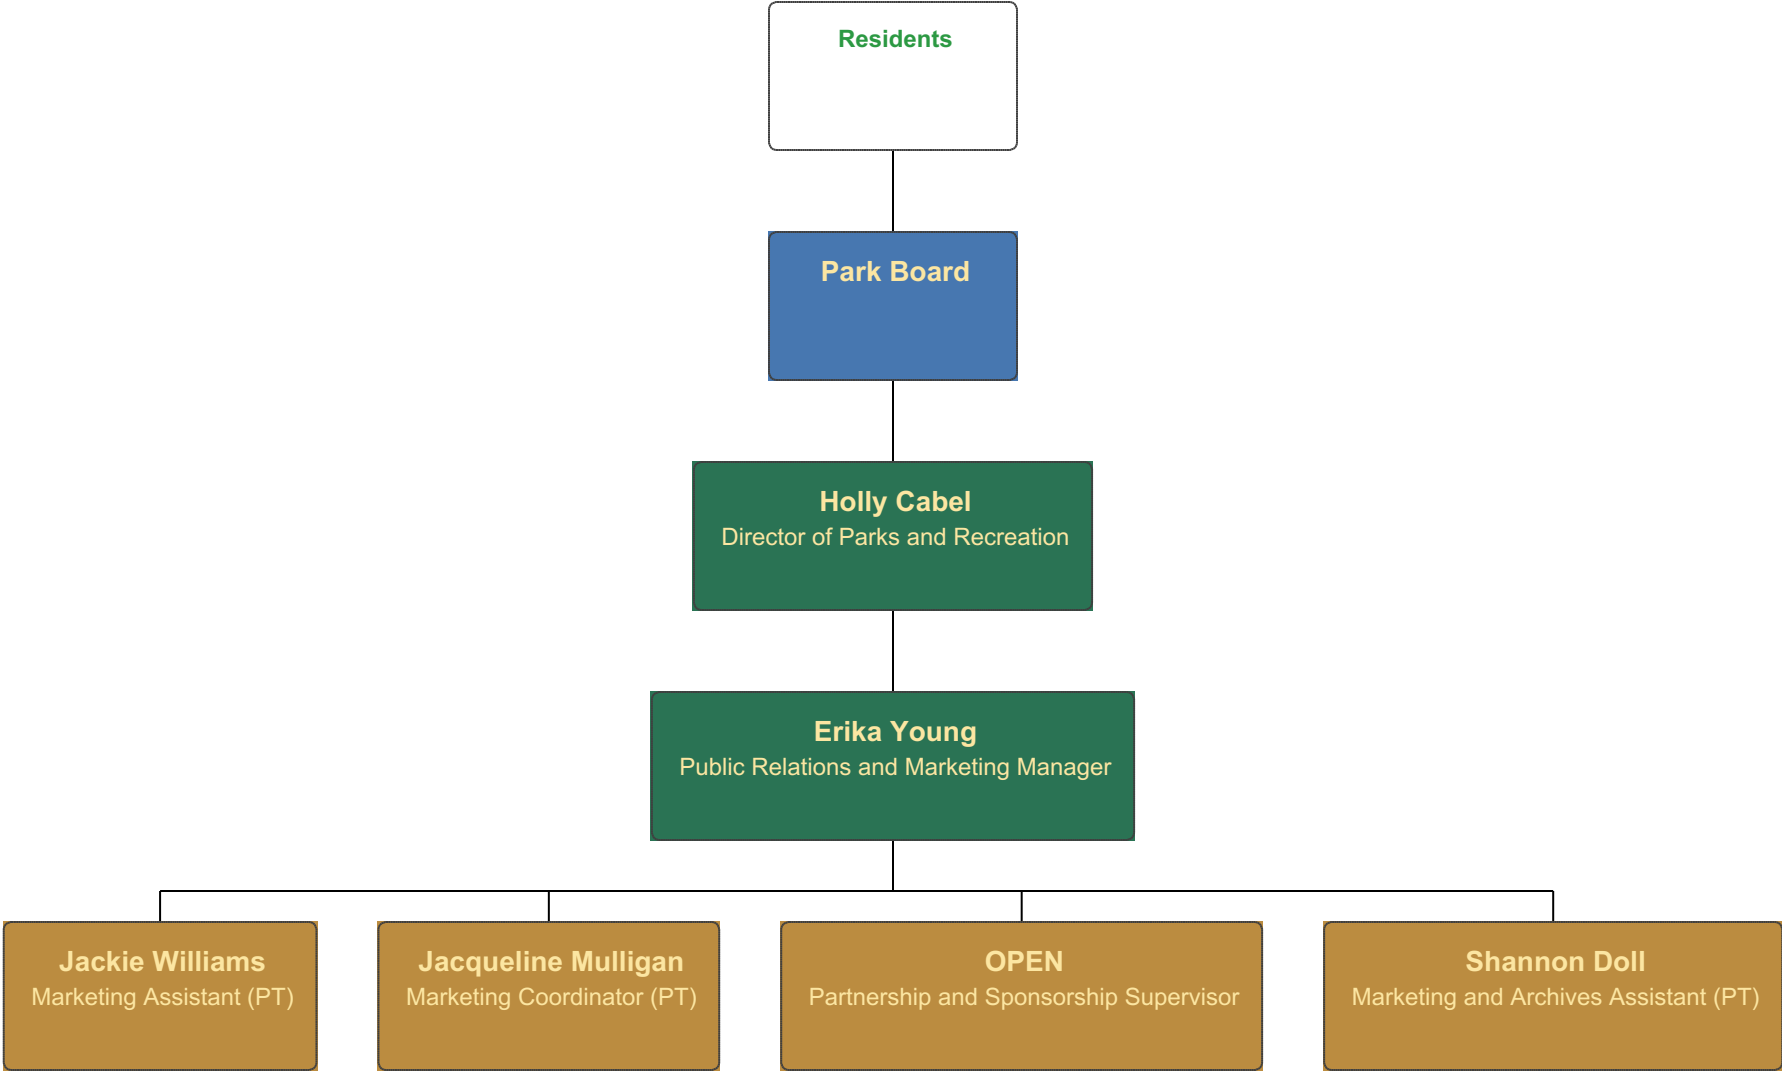 Residents
Park Board
Holly Cabel
Director of Parks and Recreation
Erika Young
Public Relations and Marketing Manager
Jackie Williams
Marketing Assistant (PT)
Jacqueline Mulligan
Marketing Coordinator (PT)
OPEN
Partnership and Sponsorship Supervisor
Shannon Doll
Marketing and Archives Assistant (PT)